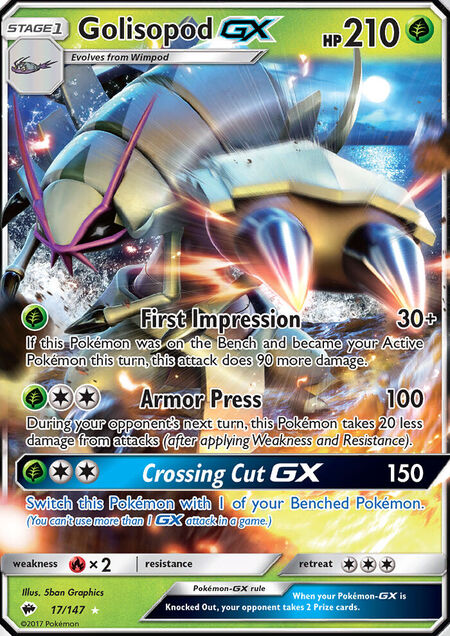 STAGE1 Golisopod GX HP210
Evolves from Wimpod
First Impression 30+
If this Pokémon was on the Bench and became your Active
Pokémon this turn, this attack does 90 more damage.
Armor Press 100
During your opponent's next turn, this Pokémon takes 20 less
damage from attacks (after applying Weakness and Resistance).
Crossing Cut GX 150
Switch this Pokémon with 1 of your Benched Pokémon.
(You can't use more than 1 GX attack in a game.)
weakness ×2 resistance retreat
Illus. 5ban Graphics
17/147
©2017 Pokémon
Pokémon-GX rule
When your Pokémon-GX is
Knocked Out, your opponent takes 2 Prize cards.